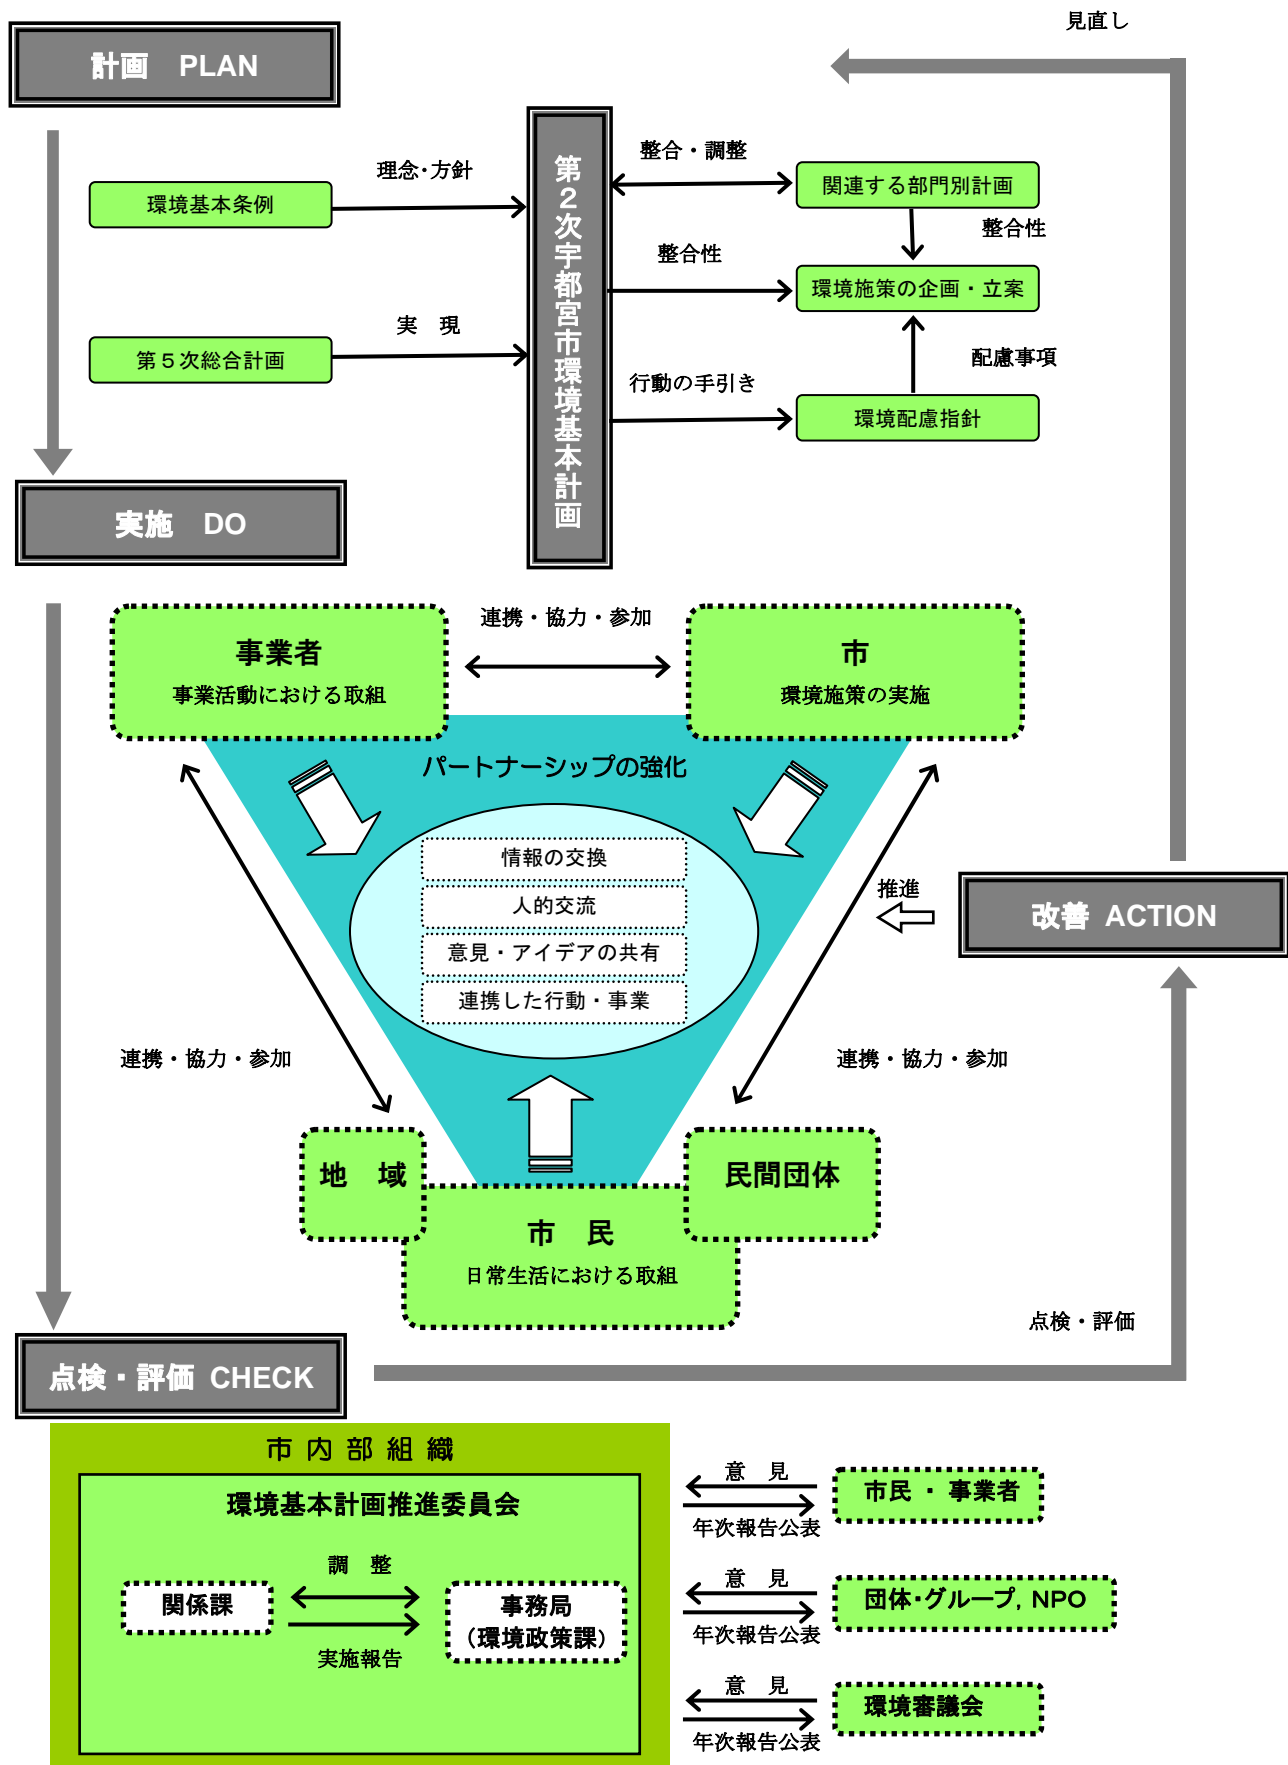 見直し
計画　PLAN
第２次宇都宮市環境基本計画
理念・方針
環境基本条例
実　現
第５次総合計画
整合・調整
関連する部門別計画
整合性
整合性
環境施策の企画・立案
配慮事項
行動の手引き
環境配慮指針
実施　DO
事業者
事業活動における取組
連携・協力・参加
市
環境施策の実施
パートナーシップの強化
情報の交換
人的交流
意見・アイデアの共有
連携した行動・事業
推進
改善 ACTION
連携・協力・参加
連携・協力・参加
地　域
民間団体
市　民
日常生活における取組
点検・評価
点検・評価 CHECK
市内部組織
環境基本計画推進委員会
調　整
関係課
事務局
（環境政策課）
実施報告
意　見
市民・事業者
年次報告公表
意　見
団体・グループ，NPO
年次報告公表
意　見
環境審議会
年次報告公表